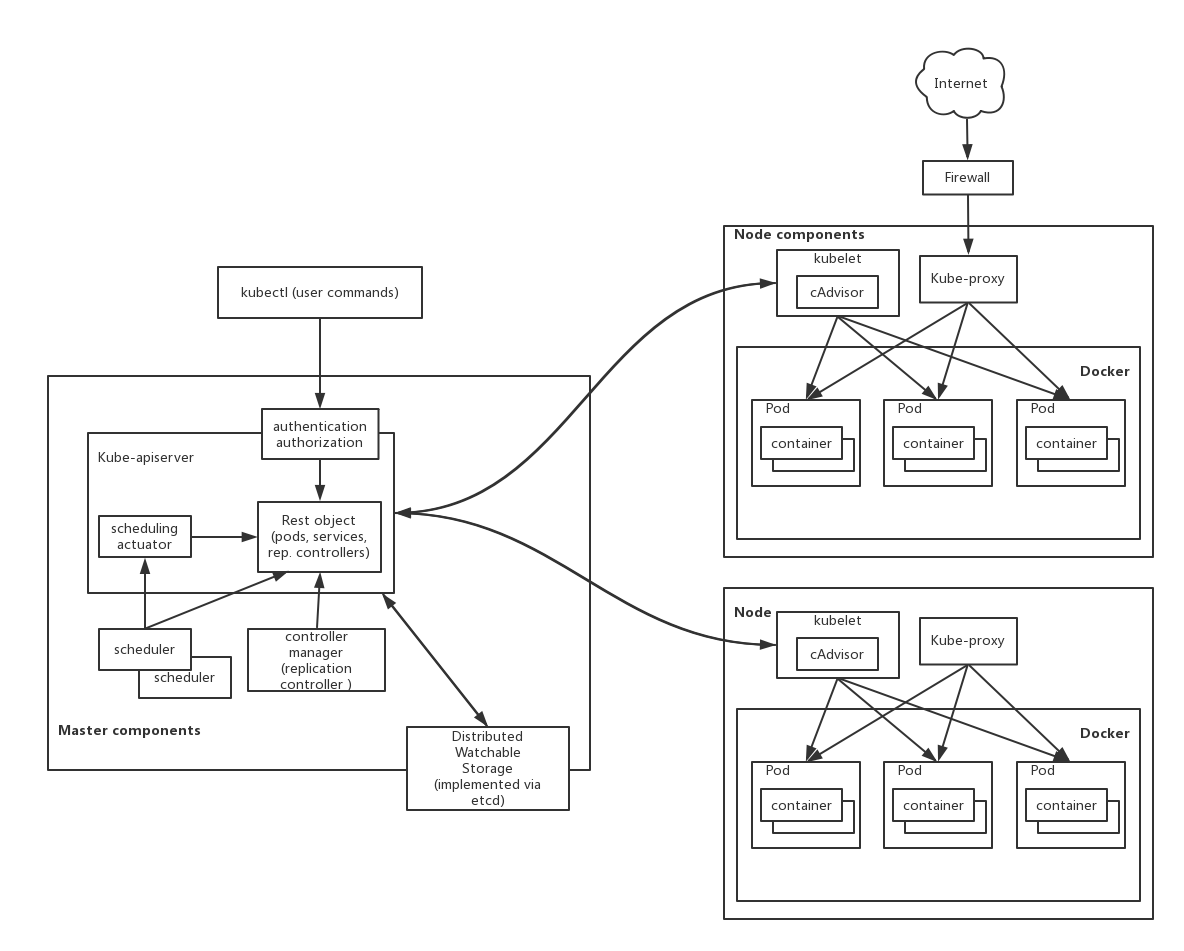 Internet
Firewall
Node components
kubelet
cAdvisor
Kube-proxy
Docker
Pod
container
Pod
container
Pod
container
kubectl (user commands)
authentication
authorization
Kube-apiserver
scheduling
actuator
Rest object
(pods, services,
rep. controllers)
scheduler
scheduler
controller
manager
(replication
controller )
Master components
Distributed
Watchable
Storage
(implemented via
etcd)
Node
kubelet
cAdvisor
Kube-proxy
Docker
Pod
container
Pod
container
Pod
container